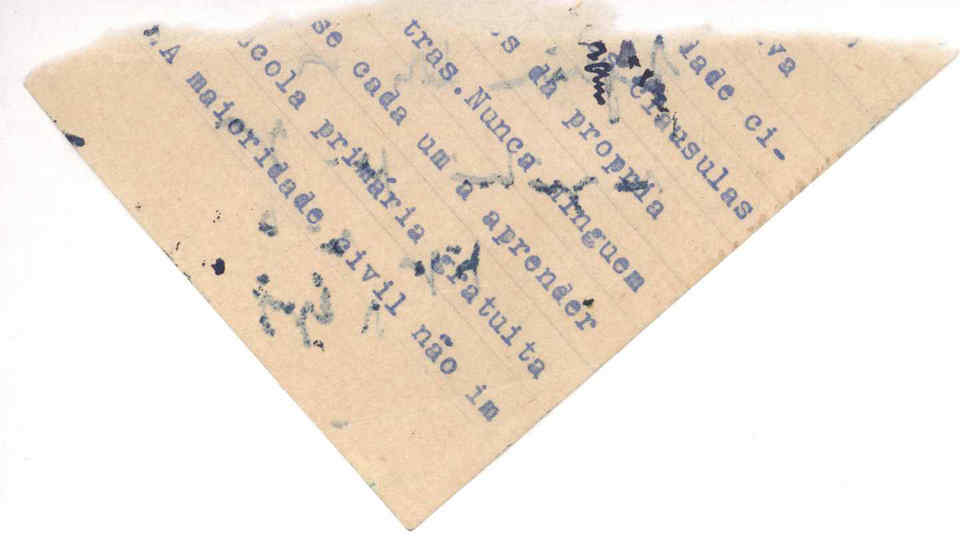 va
dade ci-
s clausulas
s da propria
tras.Nunca ninguem
se cada um a aprender
scola primária gratuita
.A maioridade civil não im